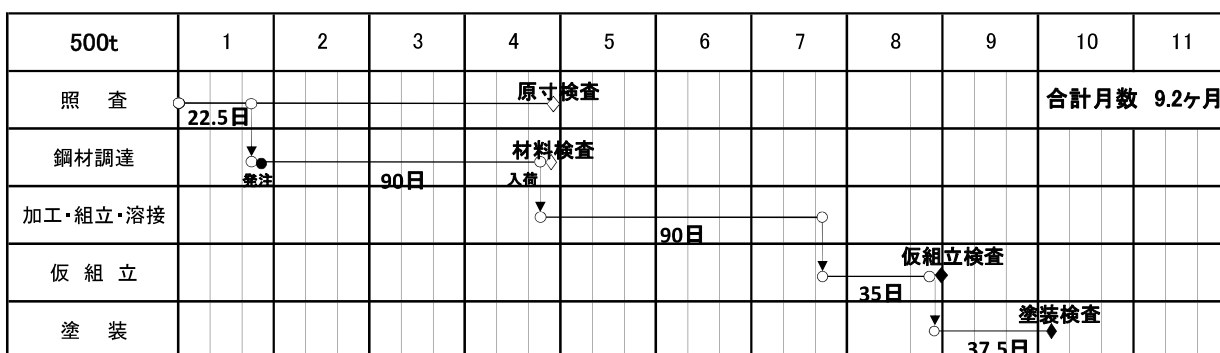 500t 1 2 3 4 5 6 7 8 9 10 11
照 査 22.5日 原寸検査 合計月数 9.2ヶ月
鋼材調達 発注 90日 入荷 材料検査
加工・組立・溶接 90日
仮 組 立 35日 仮組立検査
塗 装 37.5日 塗装検査